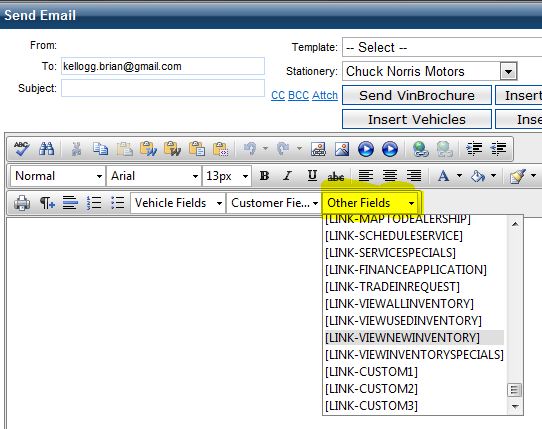 Send Email
From:
To: kellogg.brian@gmail.com
Subject:
Template: -- Select --
Stationery: Chuck Norris Motors
CC BCC Attch
Send VinBrochure
Insert
Insert Vehicles
Inse
ABC
Normal Arial 13px B I U abc A
Vehicle Fields Customer Fie... Other Fields
[LINK-MAPTODEALERSHIP]
[LINK-SCHEDULESERVICE]
[LINK-SERVICESPECIALS]
[LINK-FINANCEAPPLICATION]
[LINK-TRADEINREQUEST]
[LINK-VIEWALLINVENTORY]
[LINK-VIEWUSEDINVENTORY]
[LINK-VIEWNEWINVENTORY]
[LINK-VIEWINVENTORYSPECIALS]
[LINK-CUSTOM1]
[LINK-CUSTOM2]
[LINK-CUSTOM3]